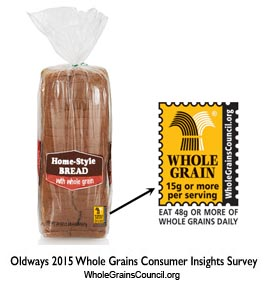 Home-Style
BREAD
with whole grain
WHOLE
GRAIN
15g or more
per serving
WholeGrainsCouncil.org
EAT 48g OR MORE OF
WHOLE GRAINS DAILY
Oldways 2015 Whole Grains Consumer Insights Survey
WholeGrainsCouncil.org